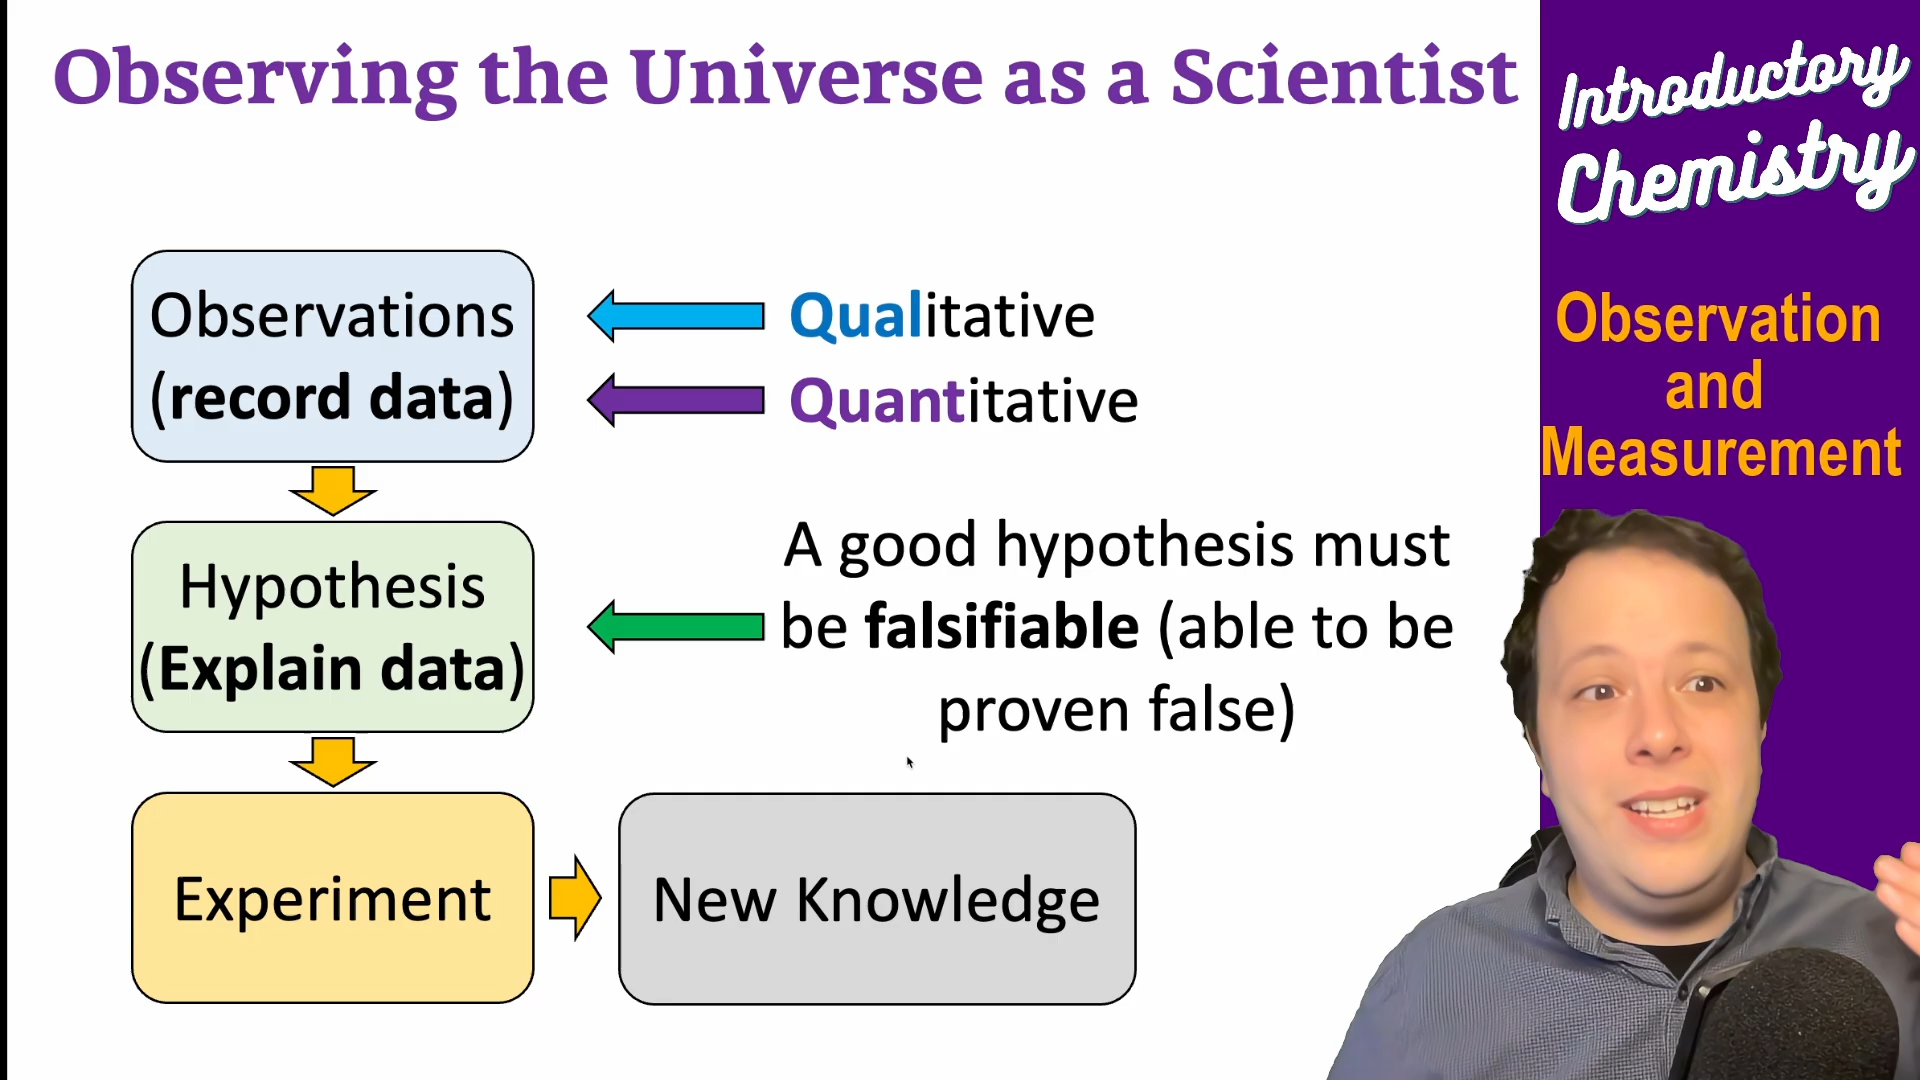 Observing the Universe as a Scientist
Introductory
Chemistry
Observation
and
Measurement
Observations
(record data)
Qualitative
Quantitative
Hypothesis
(Explain data)
A good hypothesis must
be falsifiable (able to be
proven false)
Experiment
New Knowledge